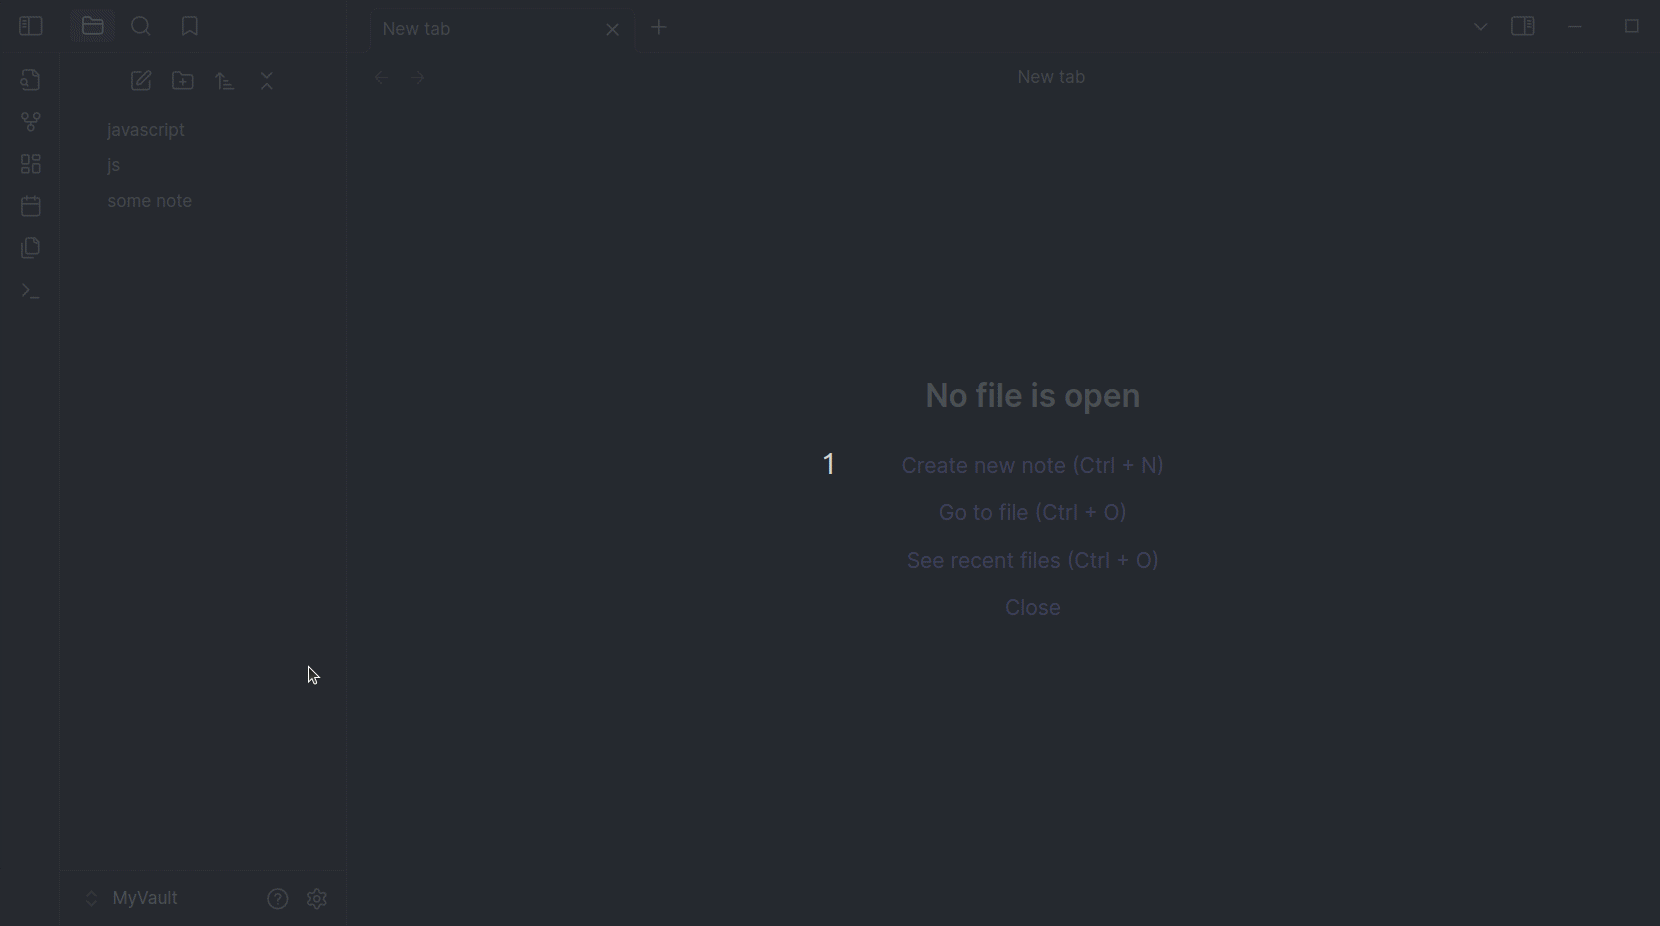 New tab
New tab
javascript
js
some note
No file is open
1
Create new note (Ctrl + N)
Go to file (Ctrl + O)
See recent files (Ctrl + O)
Close
MyVault